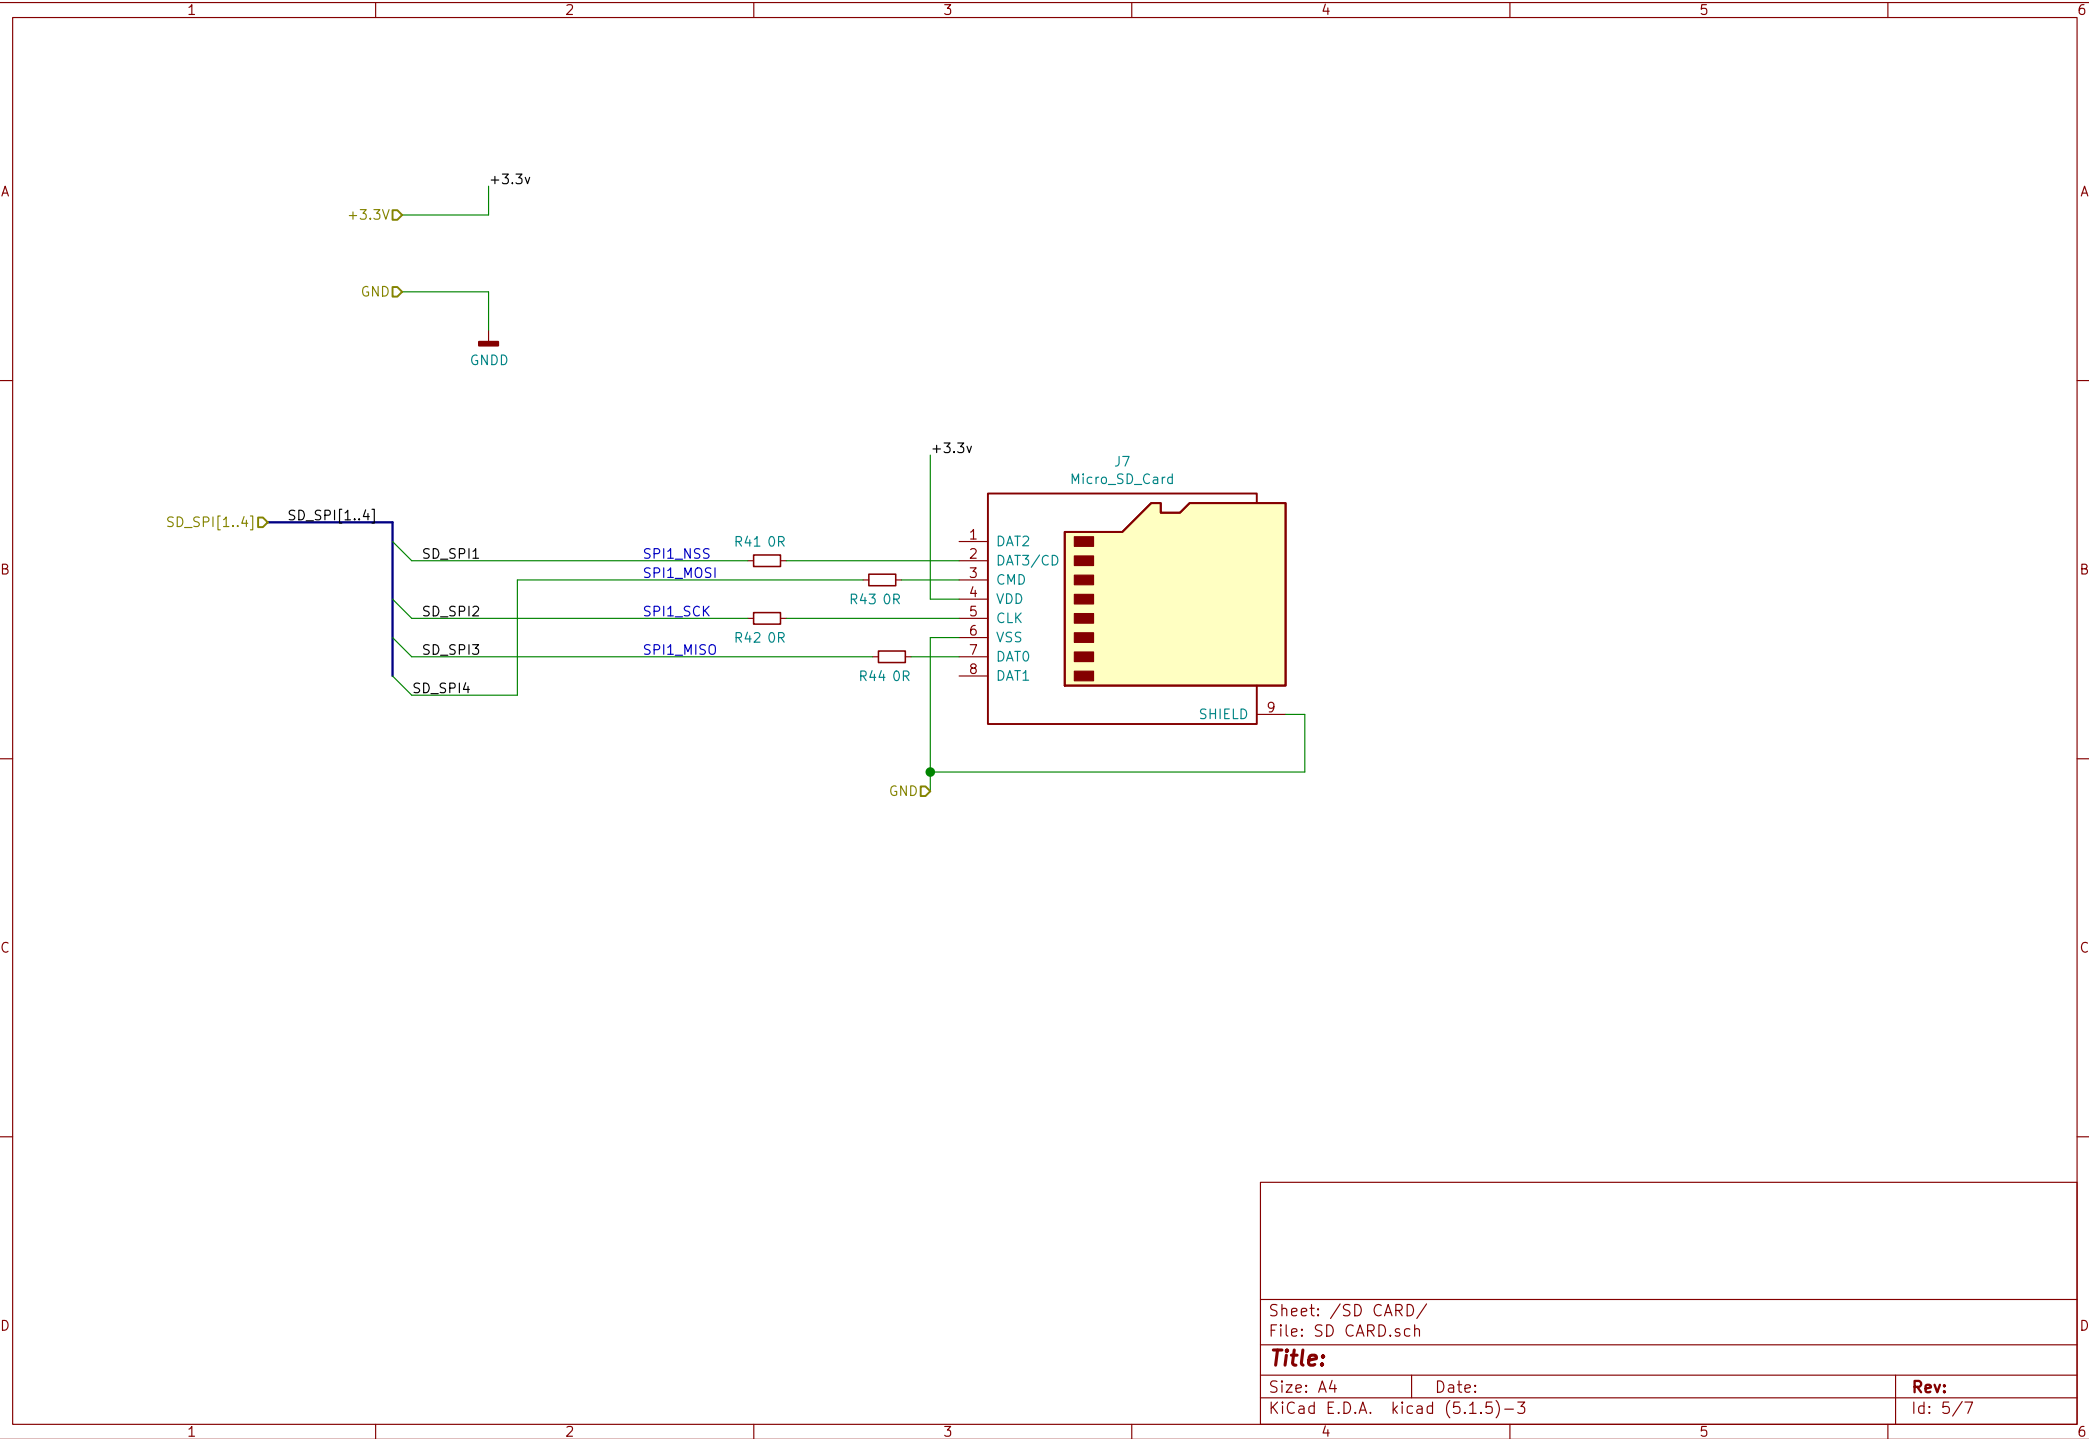 1 2 3 4 5 6
A A
+3.3v
+3.3V
GND
GNDD
+3.3v
J7
Micro_SD_Card
SD_SPI[1..4] SD_SPI[1..4]
R41 0R 1 DAT2
SD_SPI1 SPI1_NSS 2 DAT3/CD
B B
SPI1_MOSI 3 CMD
R43 0R 4 VDD
SD_SPI2 SPI1_SCK 5 CLK
R42 0R 6 VSS
SD_SPI3 SPI1_MISO 7 DAT0
R44 0R 8 DAT1
SD_SPI4
SHIELD 9
GND
C C
Sheet: /SD CARD/
D D
File: SD CARD.sch
Title:
Size: A4 Date: Rev:
KiCad E.D.A. kicad (5.1.5)-3 Id: 5/7
1 2 3 4 5 6